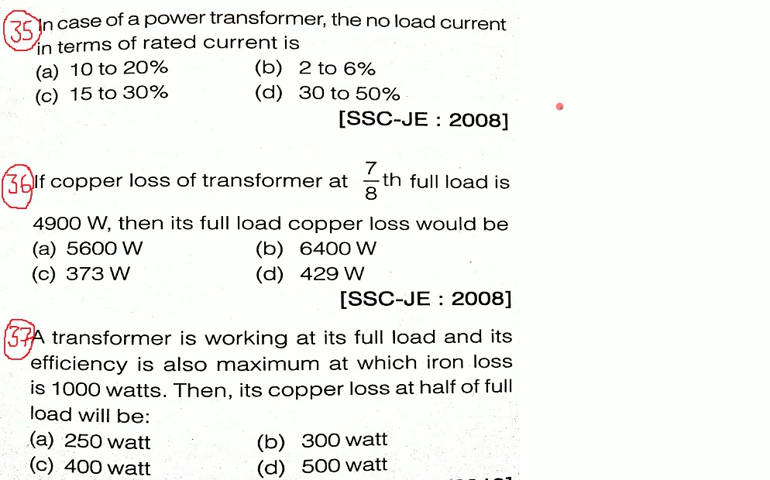 35 In case of a power transformer, the no load current
in terms of rated current is
(a) 10 to 20% (b) 2 to 6%
(c) 15 to 30% (d) 30 to 50%
[SSC-JE : 2008]
36 If copper loss of transformer at 7/8 th full load is
4900 W, then its full load copper loss would be
(a) 5600 W (b) 6400 W
(c) 373 W (d) 429 W
[SSC-JE : 2008]
37 A transformer is working at its full load and its
efficiency is also maximum at which iron loss
is 1000 watts. Then, its copper loss at half of full
load will be:
(a) 250 watt (b) 300 watt
(c) 400 watt (d) 500 watt